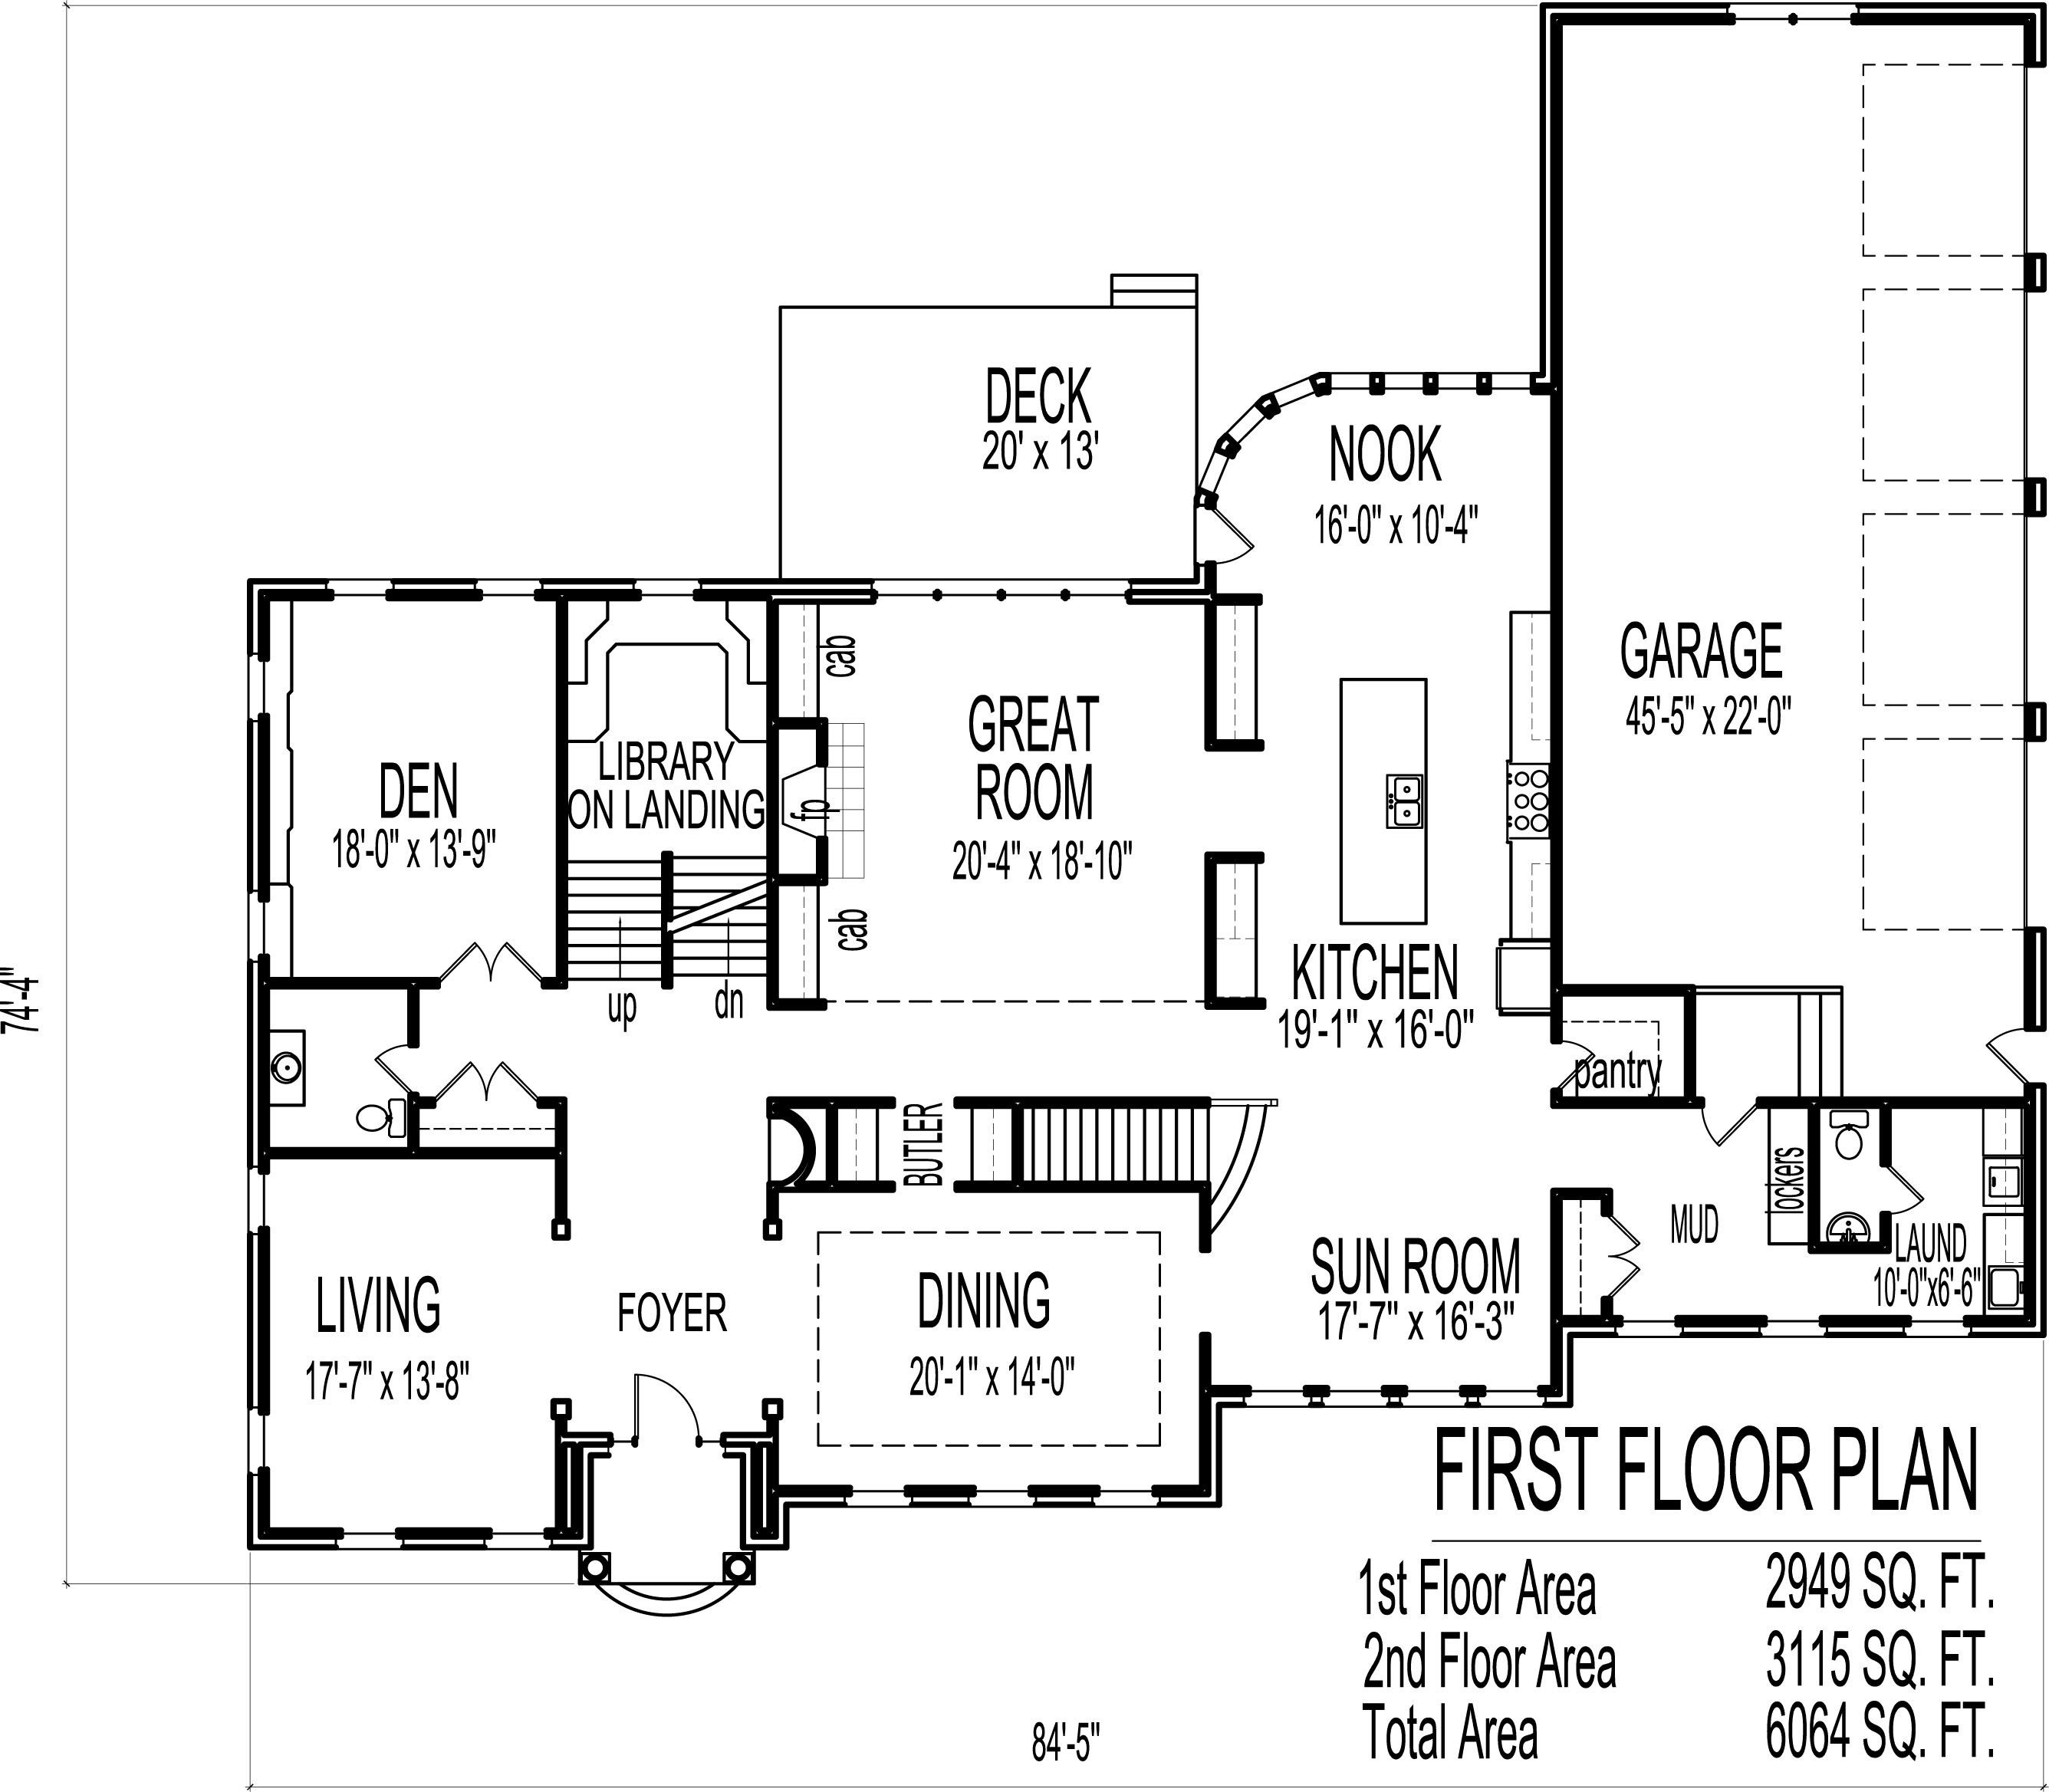 DECK
20' x 13'
NOOK
16'-0" x 10'-4"
GARAGE
45'-5" x 22'-0"
cab
GREAT
ROOM
20'-4" x 18'-10"
LIBRARY
ON LANDING
DEN
18'-0" x 13'-9"
frp
cab
up
dn
KITCHEN
19'-1" x 16'-0"
74'-4"
pantry
BUTLER
lockers
MUD
LAUND
10'-0"x6'-6"
SUN ROOM
17'-7" x 16'-3"
LIVING
17'-7" x 13'-8"
FOYER
DINING
20'-1" x 14'-0"
FIRST FLOOR PLAN
1st Floor Area 2949 SQ. FT.
2nd Floor Area 3115 SQ. FT.
Total Area 6064 SQ. FT.
84'-5"